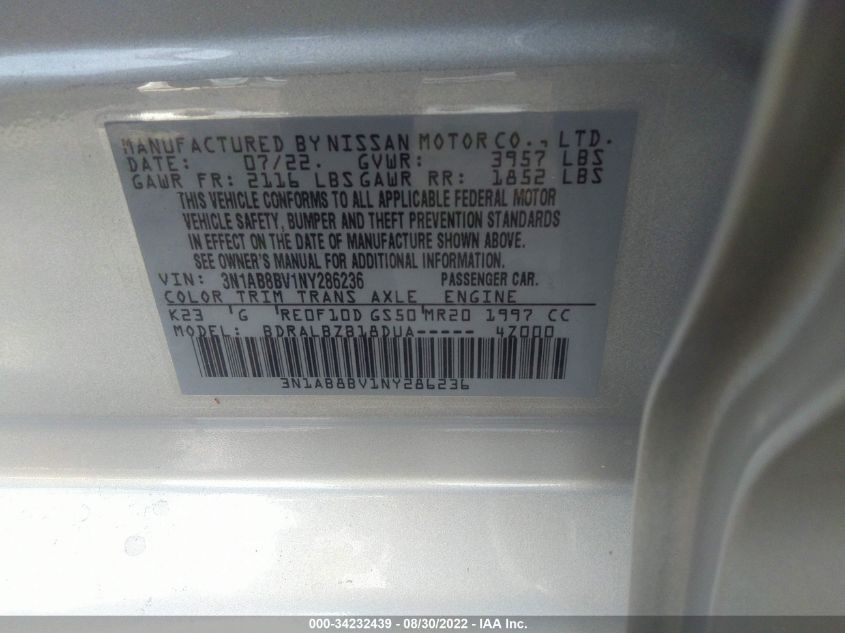 MANUFACTURED BY NISSAN MOTOR CO., LTD.
DATE: 07/22. GVWR: 3957 LBS
GAWR FR: 2116 LBS GAWR RR: 1852 LBS
THIS VEHICLE CONFORMS TO ALL APPLICABLE FEDERAL MOTOR
VEHICLE SAFETY, BUMPER AND THEFT PREVENTION STANDARDS
IN EFFECT ON THE DATE OF MANUFACTURE SHOWN ABOVE.
SEE OWNER'S MANUAL FOR ADDITIONAL INFORMATION.
VIN: 3N1AB8BV1NY286236 PASSENGER CAR.
COLOR TRIM TRANS AXLE ENGINE
K23 'G 'RE0F10D GS50 MR20 1997 CC
BDRALBZB18DUA----- 4Z000
3N1AB8BV1NY286236
000-34232439 - 08/30/2022 - IAA Inc.